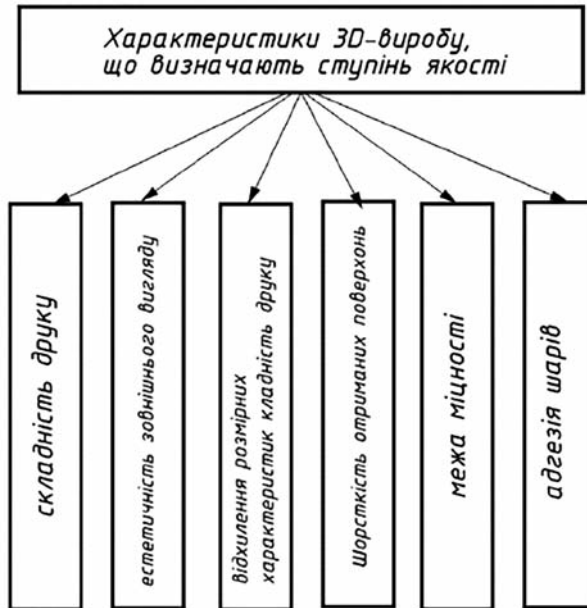 Характеристики 3D-виробу,
що визначають ступінь якості
складність друку
естетичність зовнішнього вигляду
відхилення розмірних
характеристик кладність друку
Шорсткість отриманих поверхонь
межа міцності
адгезія шарів